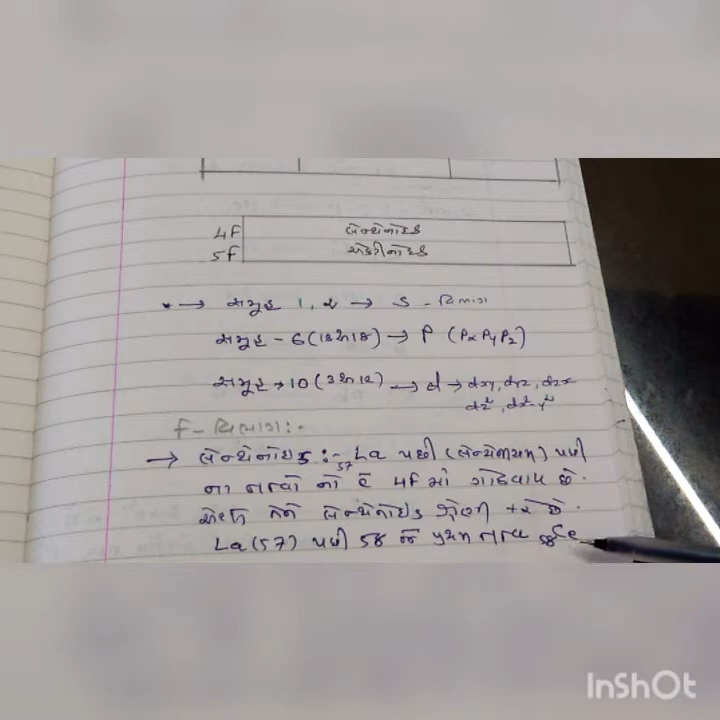 4f લેન્થેનોઇડ
5f એક્ટીનોઇડ
* → સમૂહ 1, 2 → S - વિભાગ
સમૂહ - 6 (13થી18) → P (Px Py Pz)
સમૂહ → 10 (3થી12) → d → dxy, dyz, dzx
dz², dx²-y²
f - વિભાગ :-
→ લેન્થેનોઇડ :- 57La પછી (લેન્થેનમ) પછી
ના તત્વો નો 4f માં ગોઠવાય છે.
તેને લેન્થેનોઇડ શ્રેણી કહે છે.
La (57) પછી 58 જે પ્રથમ તત્વ 58Ce
InShOt